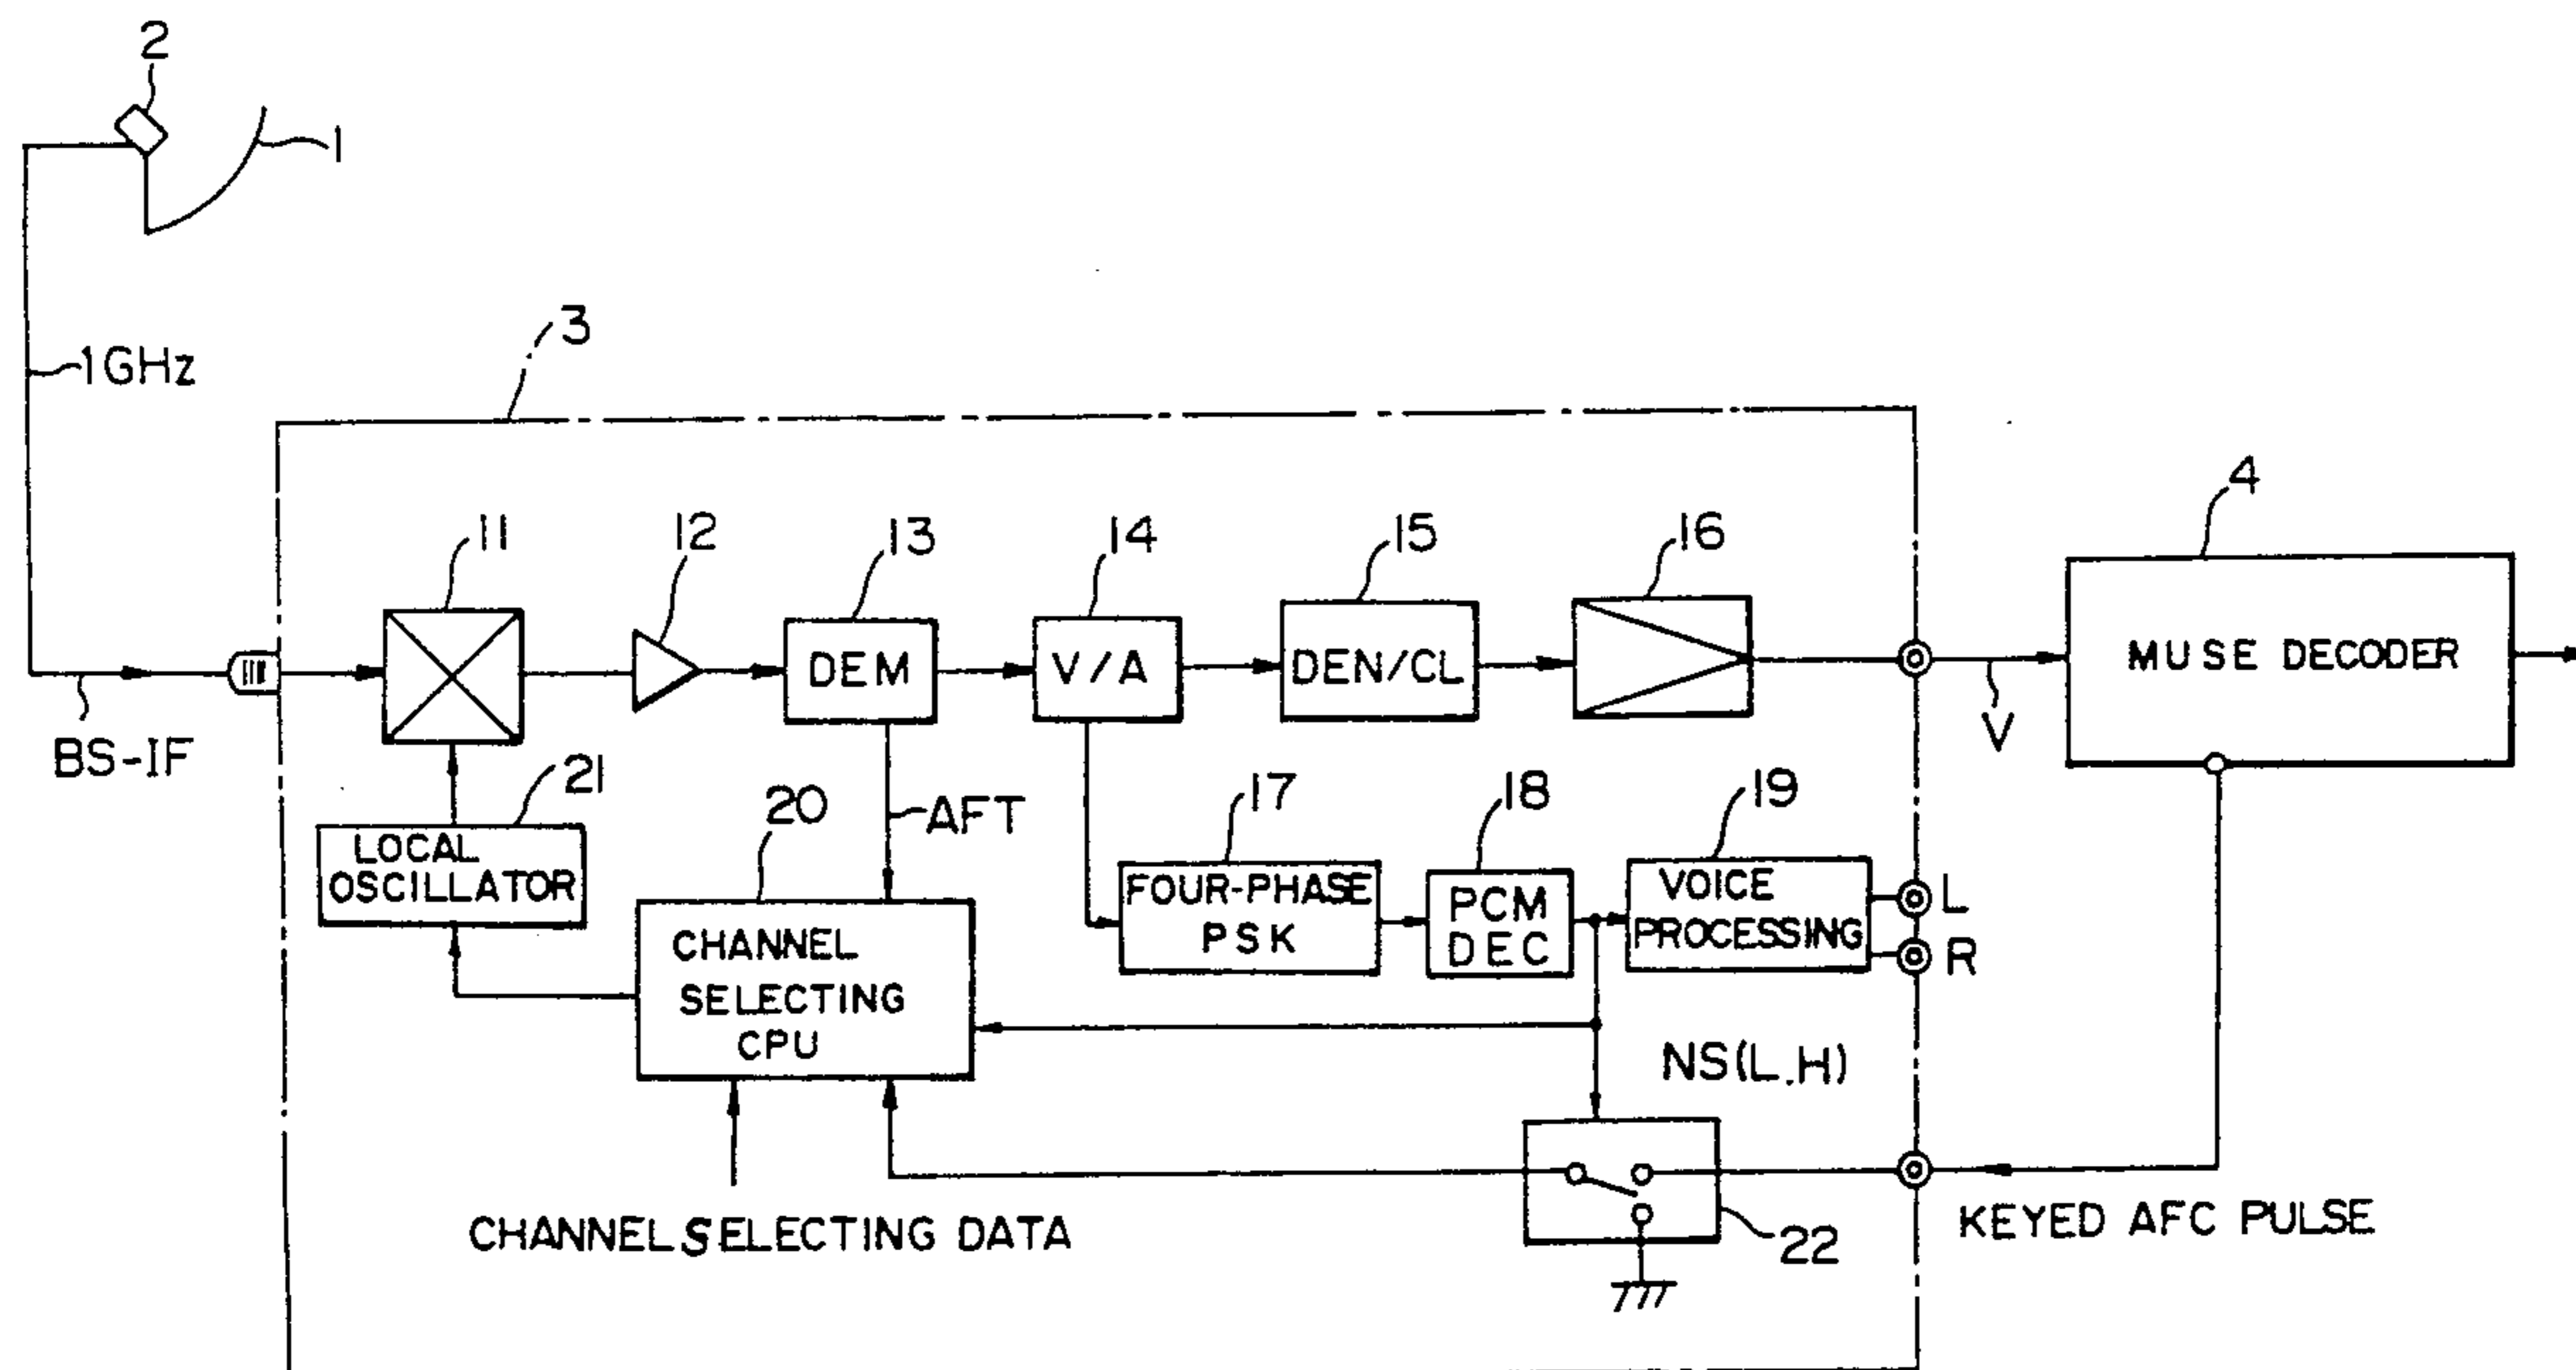 2
1
1GHz
3
BS-IF
11
12
13
14
15
16
4
DEM
V/A
DEN/CL
MUSE DECODER
V
21
20
AFT
17
18
19
LOCAL
OSCILLATOR
CHANNEL
SELECTING
CPU
FOUR-PHASE
PSK
PCM
DEC
VOICE
PROCESSING
L
R
NS(L.H)
22
CHANNEL SELECTING DATA
KEYED AFC PULSE